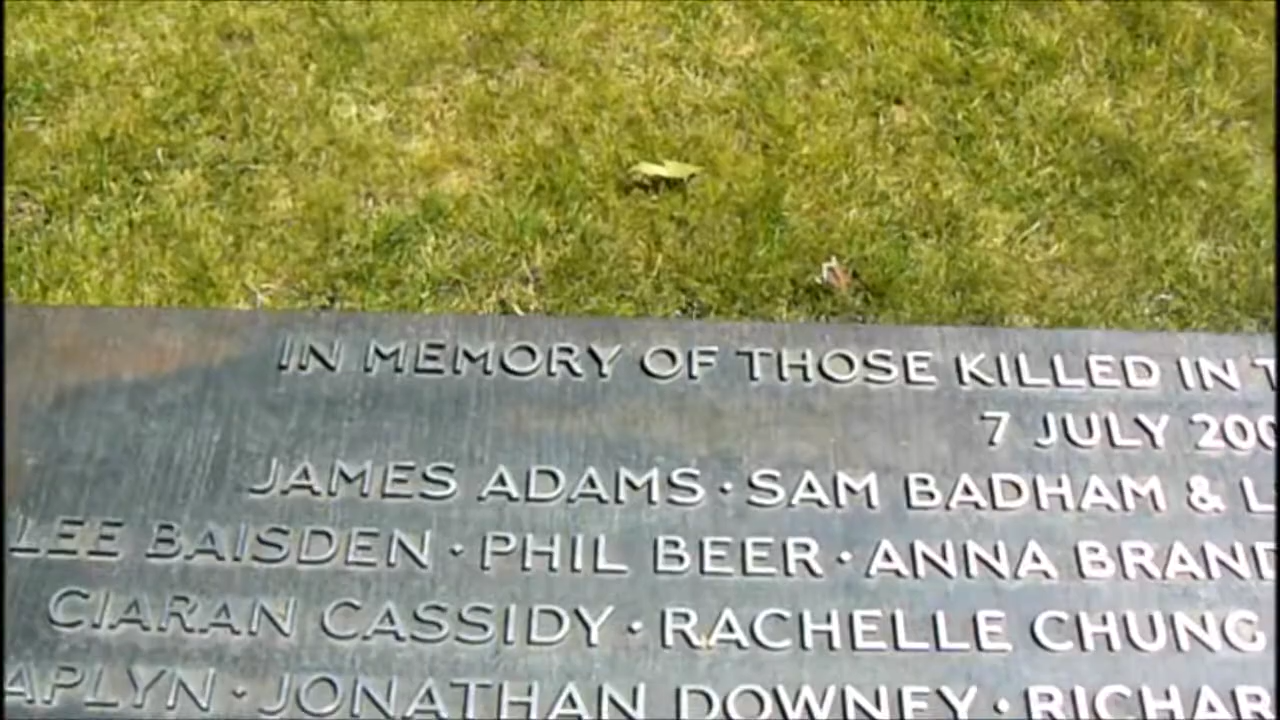 IN MEMORY OF THOSE KILLED IN T
7 JULY 200
JAMES ADAMS · SAM BADHAM & L
LEE BAISDEN · PHIL BEER · ANNA BRAND
CIARAN CASSIDY · RACHELLE CHUNG
APLYN · JONATHAN DOWNEY · RICHAR